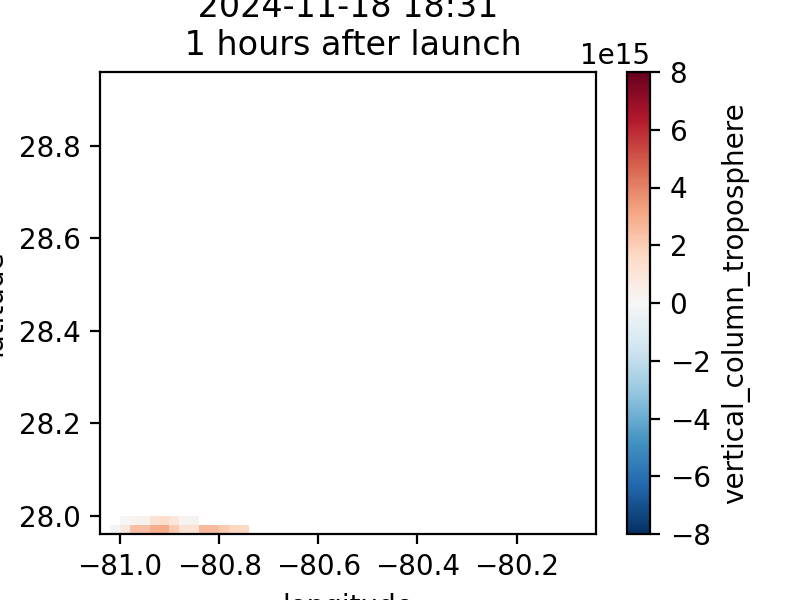 2024-11-18 18:31
1 hours after launch
1e15
8
6
4
2
0
−2
−4
−6
−8
vertical_column_troposphere
28.8
28.6
28.4
28.2
28.0
latitude
−81.0 −80.8 −80.6 −80.4 −80.2
longitude